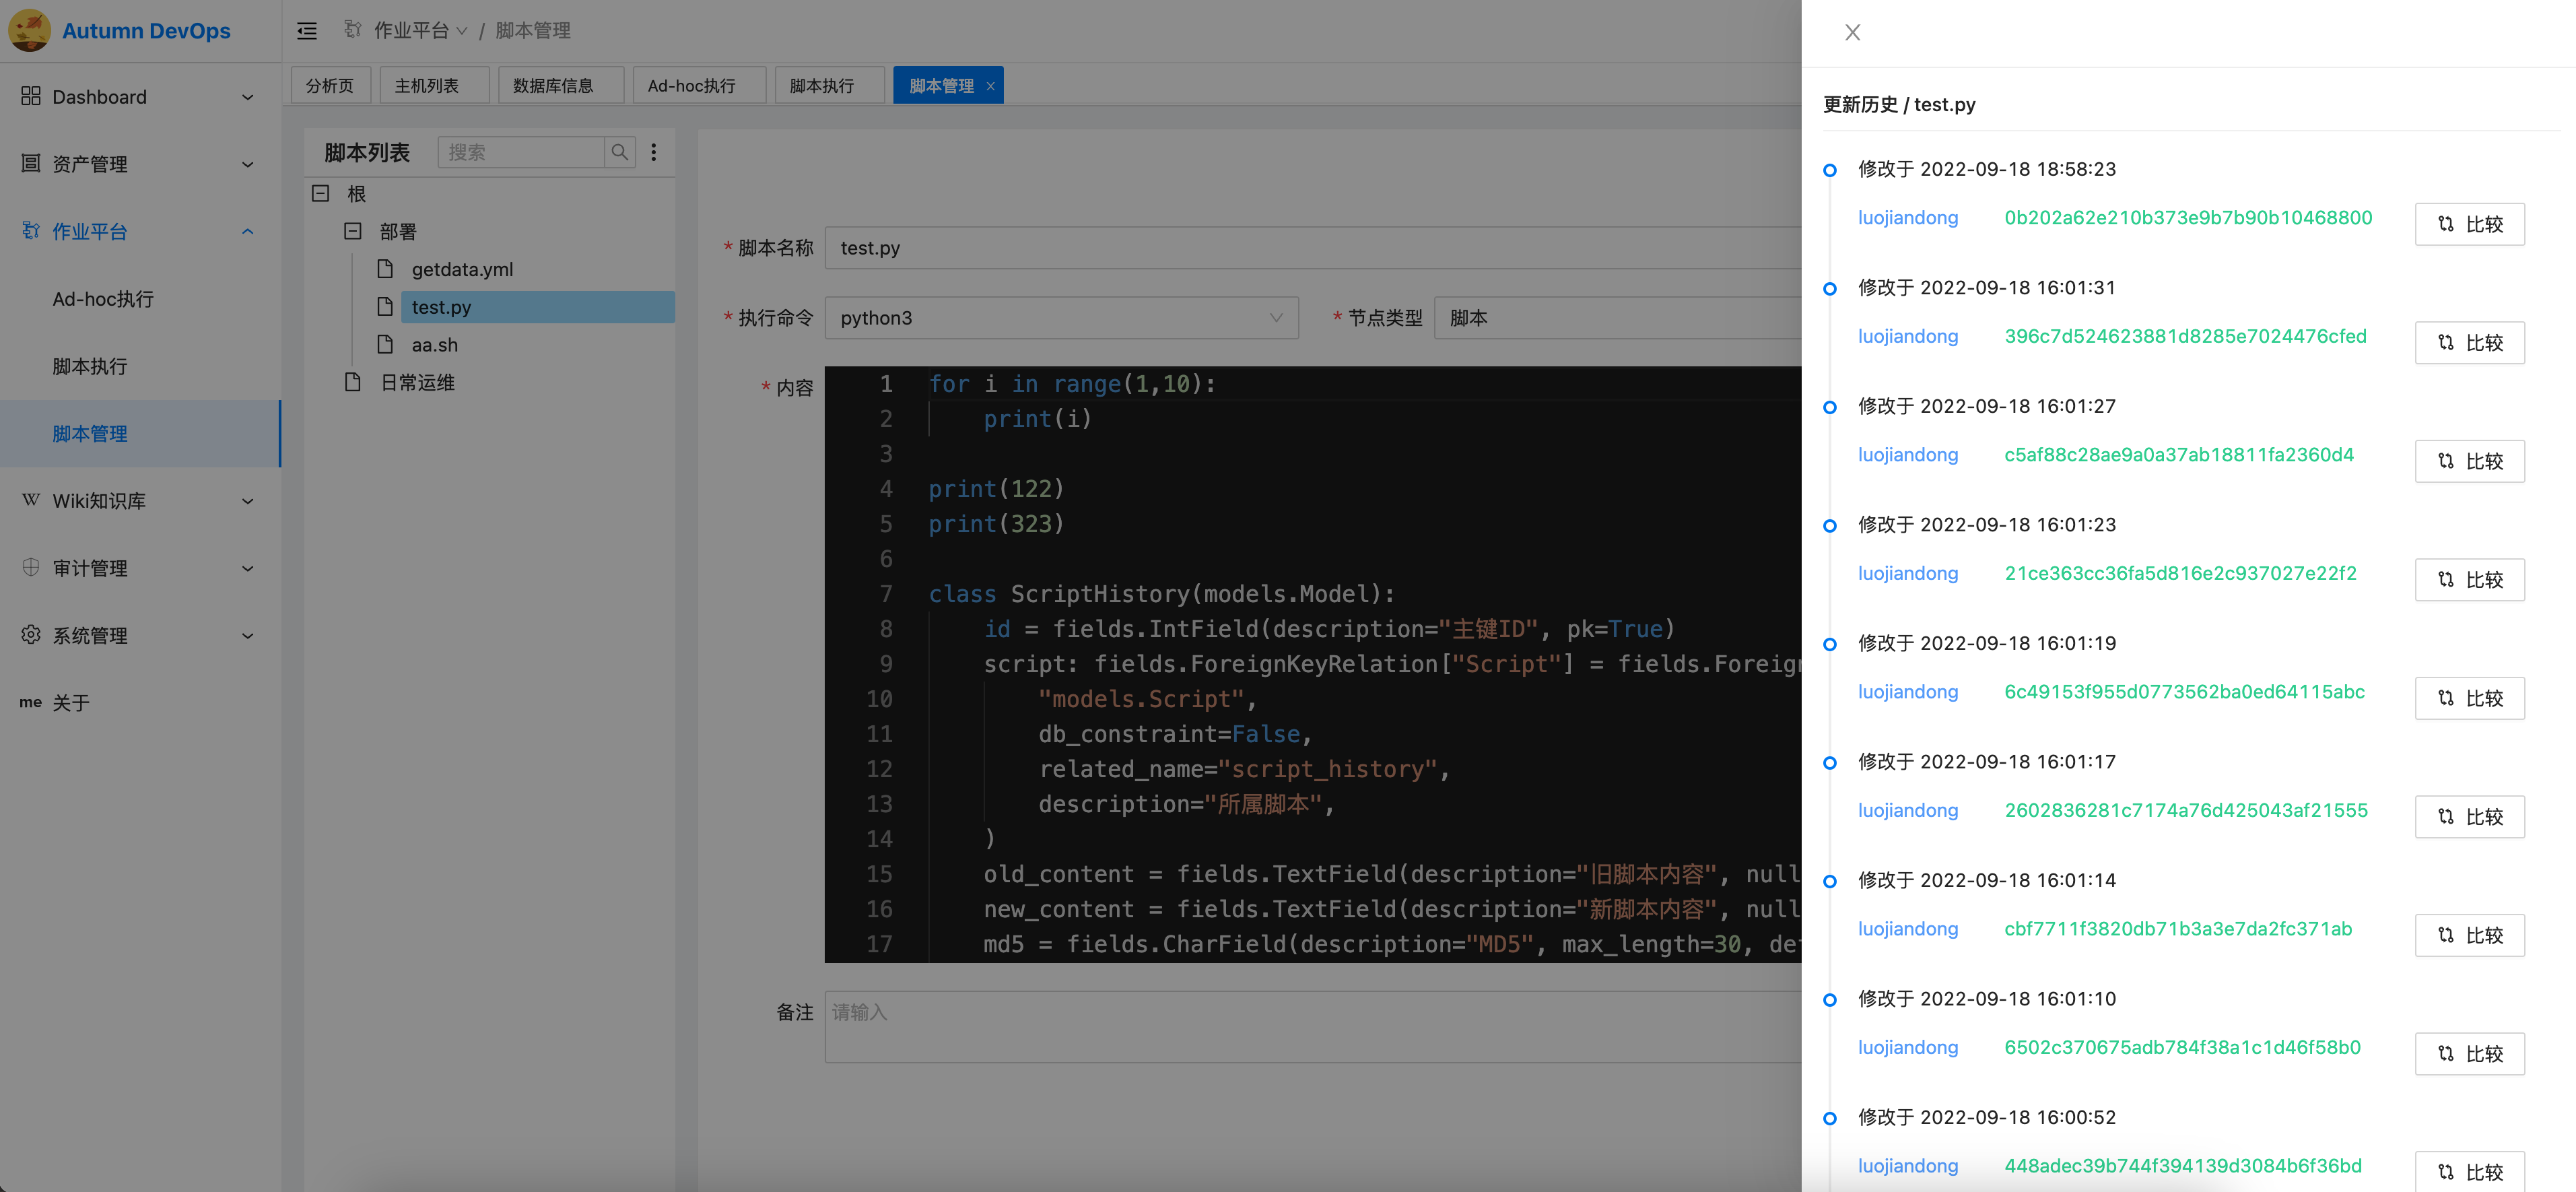 Autumn DevOps
作业平台 / 脚本管理
分析页 主机列表 数据库信息 Ad-hoc执行 脚本执行 脚本管理
Dashboard
资产管理
作业平台
Ad-hoc执行
脚本执行
脚本管理
Wiki知识库
审计管理
系统管理
me 关于
脚本列表 搜索
根
部署
getdata.yml
test.py
aa.sh
日常运维
* 脚本名称 test.py
* 执行命令 python3 * 节点类型 脚本
* 内容
1 for i in range(1,10):
2 print(i)
3
4 print(122)
5 print(323)
6
7 class ScriptHistory(models.Model):
8 id = fields.IntField(description="主键ID", pk=True)
9 script: fields.ForeignKeyRelation["Script"] = fields.Foreig
10 "models.Script",
11 db_constraint=False,
12 related_name="script_history",
13 description="所属脚本",
14 )
15 old_content = fields.TextField(description="旧脚本内容", null
16 new_content = fields.TextField(description="新脚本内容", null
17 md5 = fields.CharField(description="MD5", max_length=30, de
备注 请输入
更新历史 / test.py
修改于 2022-09-18 18:58:23
luojiandong 0b202a62e210b373e9b7b90b10468800 比较
修改于 2022-09-18 16:01:31
luojiandong 396c7d524623881d8285e7024476cfed 比较
修改于 2022-09-18 16:01:27
luojiandong c5af88c28ae9a0a37ab18811fa2360d4 比较
修改于 2022-09-18 16:01:23
luojiandong 21ce363cc36fa5d816e2c937027e22f2 比较
修改于 2022-09-18 16:01:19
luojiandong 6c49153f955d0773562ba0ed64115abc 比较
修改于 2022-09-18 16:01:17
luojiandong 2602836281c7174a76d425043af21555 比较
修改于 2022-09-18 16:01:14
luojiandong cbf7711f3820db71b3a3e7da2fc371ab 比较
修改于 2022-09-18 16:01:10
luojiandong 6502c370675adb784f38a1c1d46f58b0 比较
修改于 2022-09-18 16:00:52
luojiandong 448adec39b744f394139d3084b6f36bd 比较